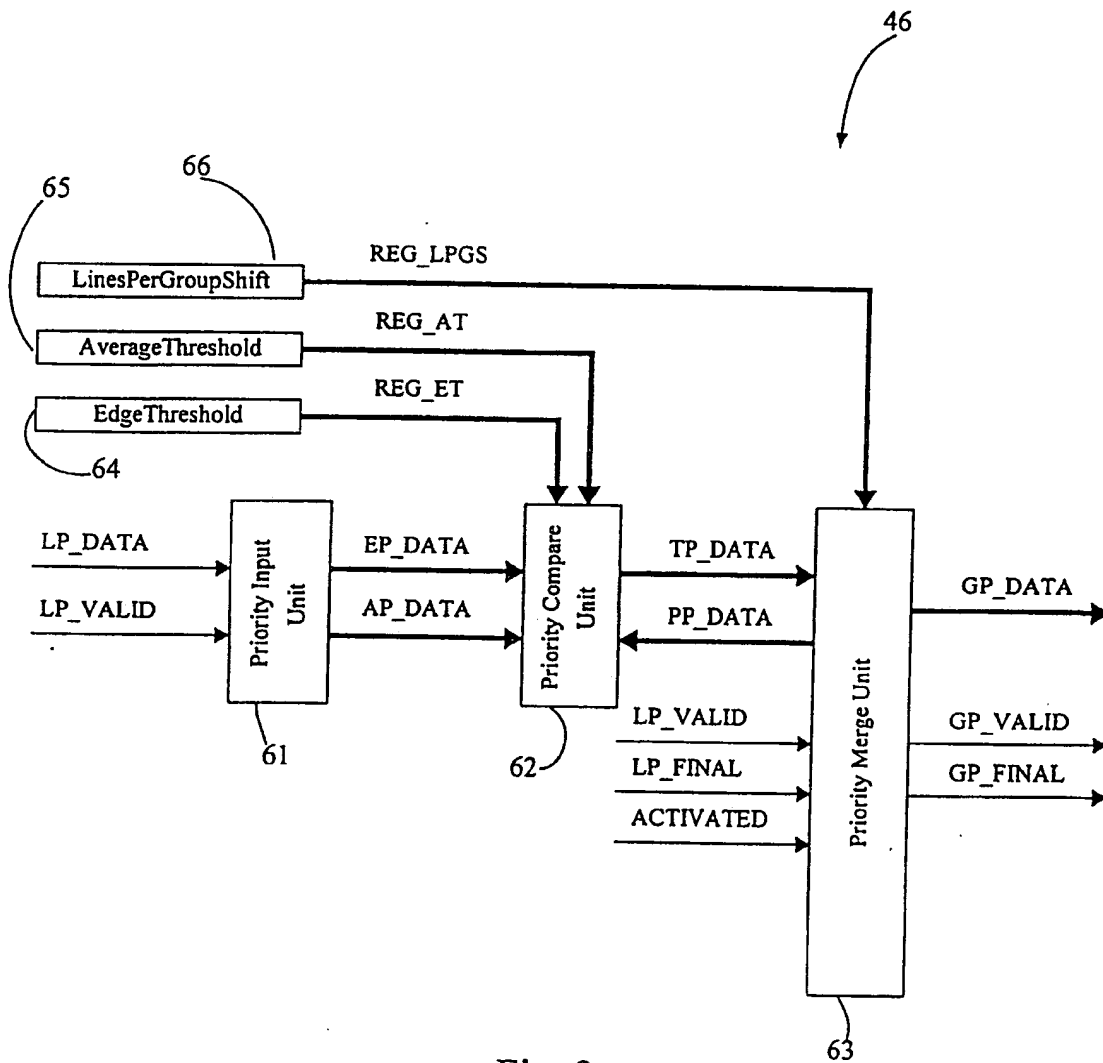 46
66
65
REG_LPGS
LinesPerGroupShift
REG_AT
AverageThreshold
REG_ET
EdgeThreshold
64
LP_DATA
EP_DATA
TP_DATA
GP_DATA
LP_VALID
AP_DATA
PP_DATA
Priority Input
Unit
Priority Compare
Unit
Priority Merge Unit
LP_VALID
GP_VALID
61
62
LP_FINAL
GP_FINAL
ACTIVATED
63